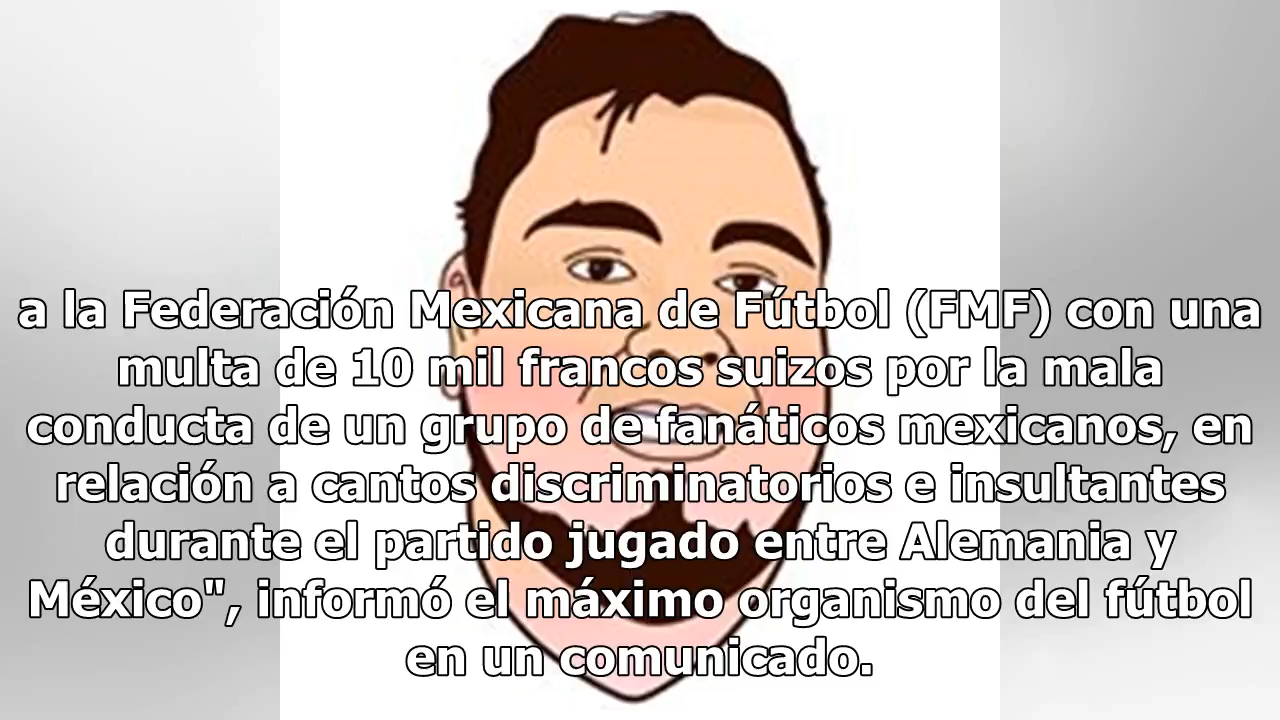 a la Federación Mexicana de Fútbol (FMF) con una
multa de 10 mil francos suizos por la mala
conducta de un grupo de fanáticos mexicanos, en
relación a cantos discriminatorios e insultantes
durante el partido jugado entre Alemania y
México", informó el máximo organismo del fútbol
en un comunicado.